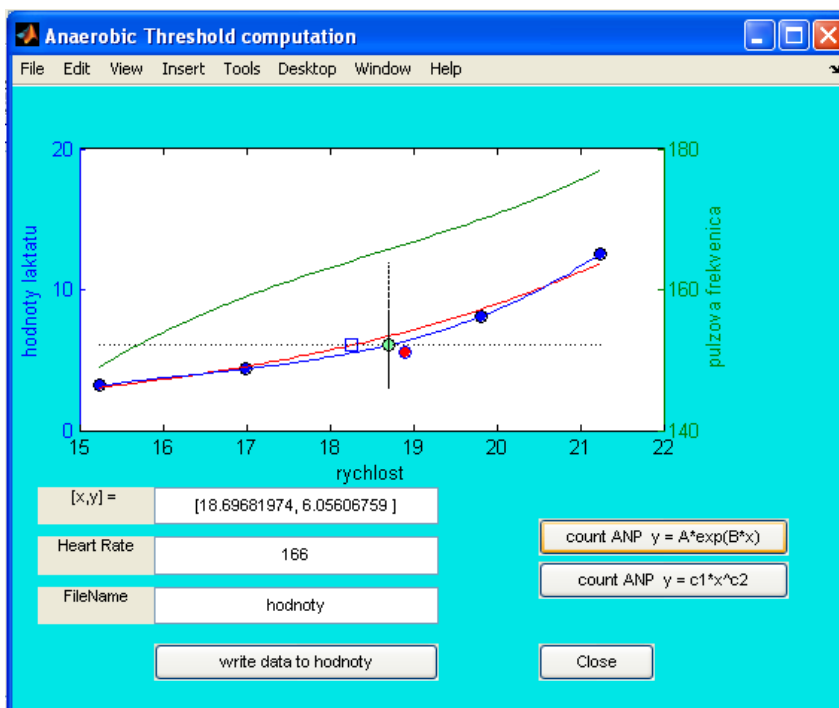 Anaerobic Threshold computation
File Edit View Insert Tools Desktop Window Help
20
10
0
hodnoty laktatu
180
160
140
pulzova frekvenica
15 16 17 18 19 20 21 22
rychlost
[x,y] =
[18.69681974, 6.05606759 ]
Heart Rate
166
FileName
hodnoty
count ANP y = A*exp(B*x)
count ANP y = c1*x^c2
write data to hodnoty
Close